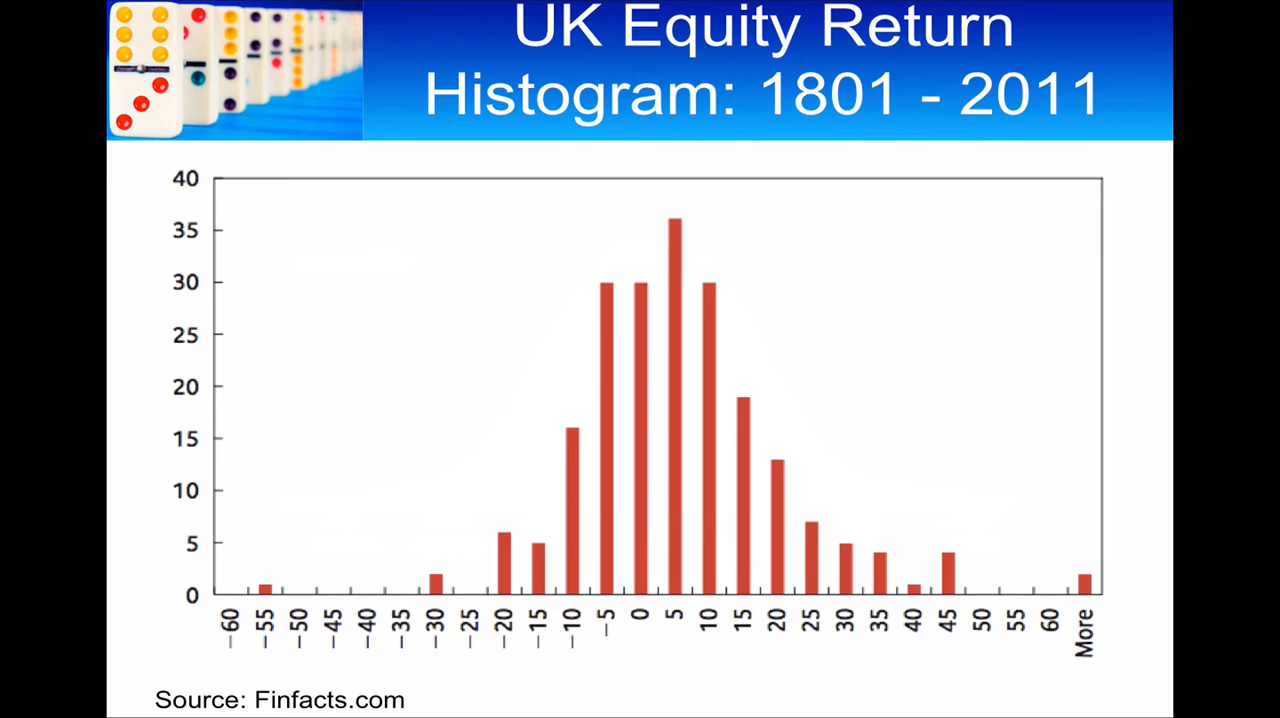 UK Equity Return
Histogram: 1801 - 2011
40
35
30
25
20
15
10
5
0
−60 −55 −50 −45 −40 −35 −30 −25 −20 −15 −10 −5 0 5 10 15 20 25 30 35 40 45 50 55 60 More
Source: Finfacts.com